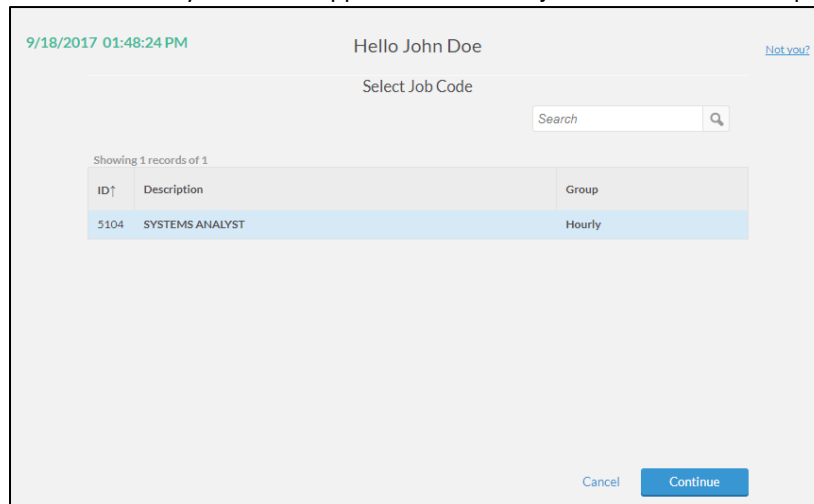 9/18/2017 01:48:24 PM
Hello John Doe
Not you?
Select Job Code
Search
Showing 1 records of 1
ID↑ Description Group
5104 SYSTEMS ANALYST Hourly
Cancel Continue